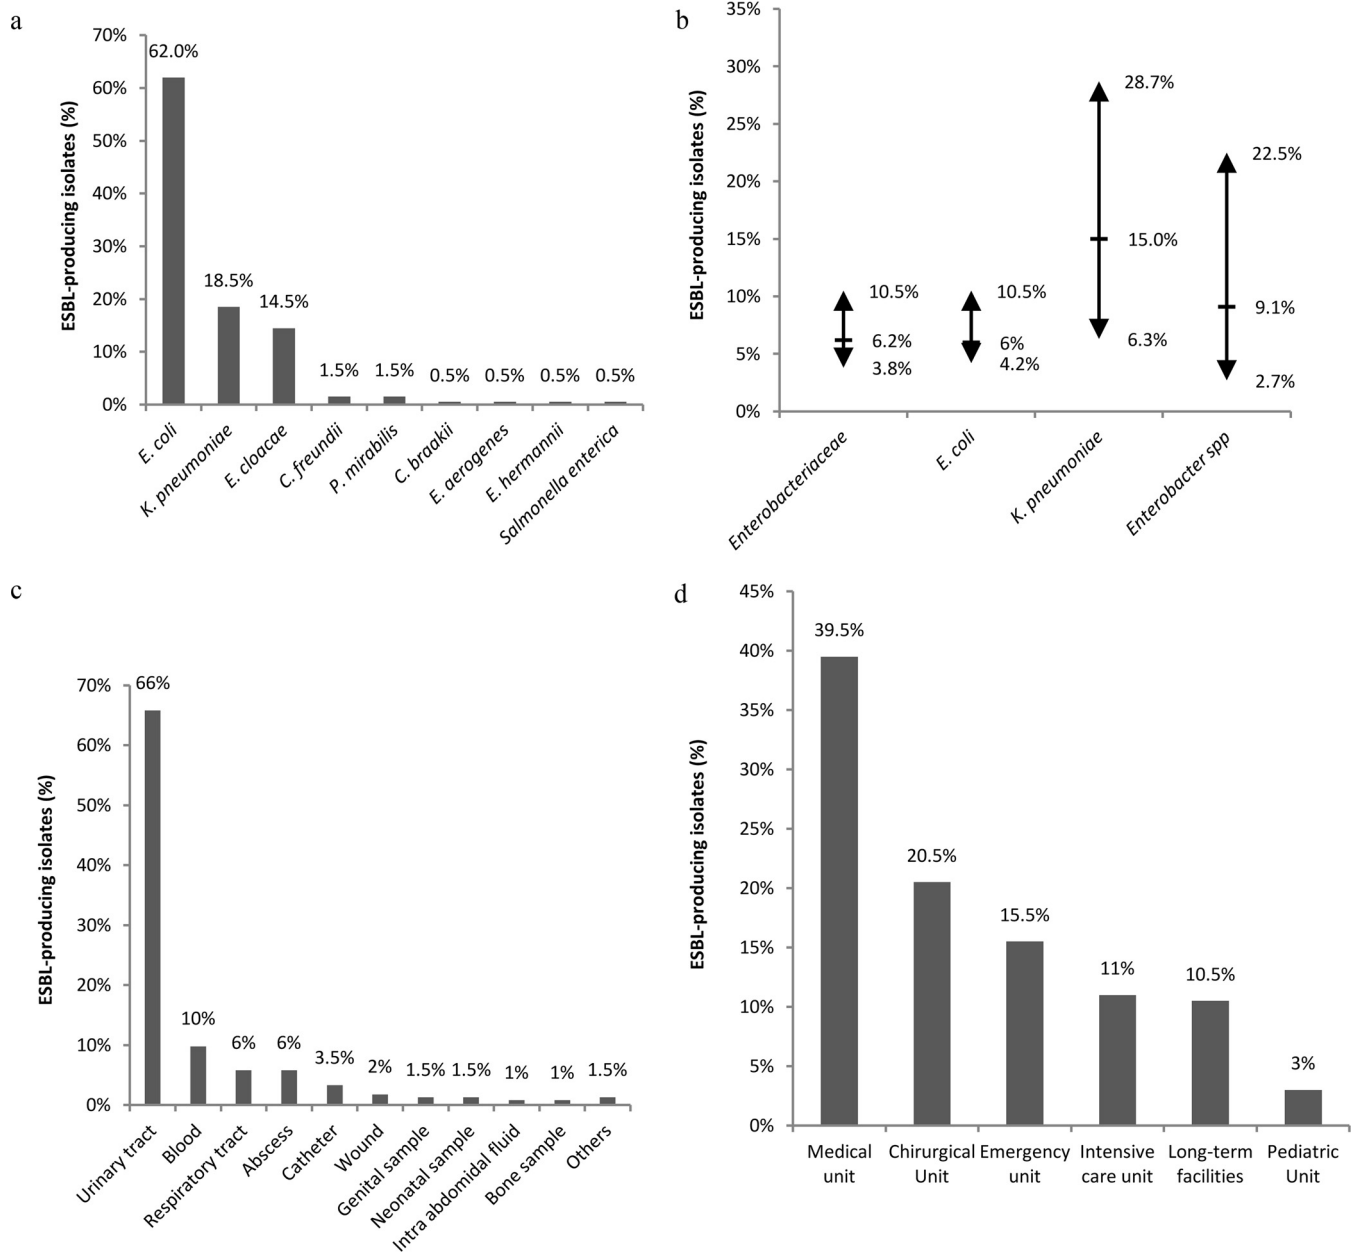 a
70%
60%
50%
40%
30%
20%
10%
0%
ESBL-producing isolates (%)
62.0%
18.5%
14.5%
1.5%
1.5%
0.5%
0.5%
0.5%
0.5%
E. coli
K. pneumoniae
E. cloacae
C. freundii
P. mirabilis
C. braakii
E. aerogenes
E. hermannii
Salmonella enterica
b
35%
30%
25%
20%
15%
10%
5%
0%
ESBL-producing isolates (%)
10.5%
6.2%
3.8%
10.5%
6%
4.2%
28.7%
15.0%
6.3%
22.5%
9.1%
2.7%
Enterobacteriaceae
E. coli
K. pneumoniae
Enterobacter spp
c
70%
60%
50%
40%
30%
20%
10%
0%
ESBL-producing isolates (%)
66%
10%
6%
6%
3.5%
2%
1.5%
1.5%
1%
1%
1.5%
Urinary tract
Blood
Respiratory tract
Abscess
Catheter
Wound
Genital sample
Neonatal sample
Intra abdomidal fluid
Bone sample
Others
d
45%
40%
35%
30%
25%
20%
15%
10%
5%
0%
ESBL-producing isolates (%)
39.5%
20.5%
15.5%
11%
10.5%
3%
Medical
unit
Chirurgical
Unit
Emergency
unit
Intensive
care unit
Long-term
facilities
Pediatric
Unit